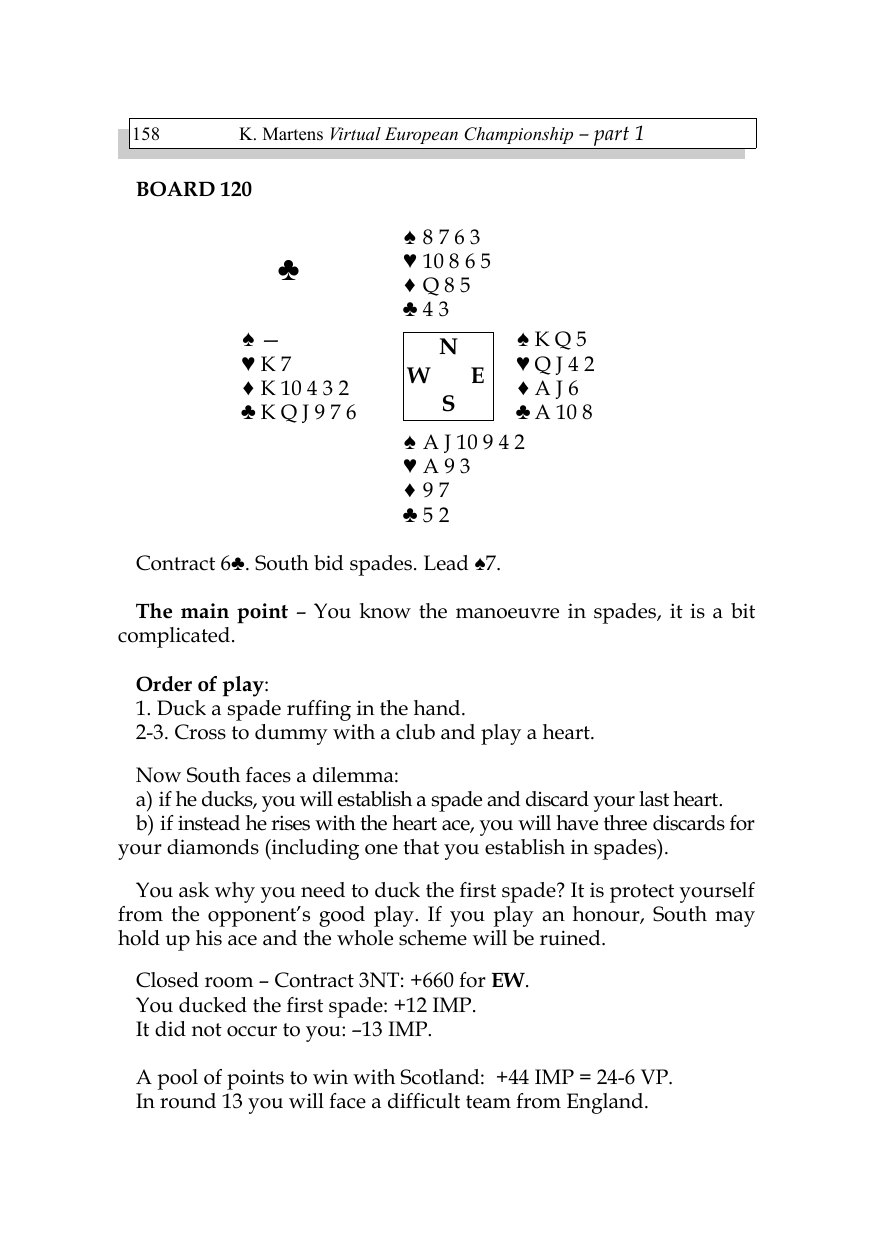 158 K. Martens Virtual European Championship – part 1
BOARD 120
♠ 8 7 6 3
♣ ♥ 10 8 6 5
♦ Q 8 5
♣ 4 3
♠ — N ♠ K Q 5
♥ K 7 ♥ Q J 4 2
♦ K 10 4 3 2 W E ♦ A J 6
♣ K Q J 9 7 6 S ♣ A 10 8
♠ A J 10 9 4 2
♥ A 9 3
♦ 9 7
♣ 5 2
Contract 6♣. South bid spades. Lead ♠7.
The main point – You know the manoeuvre in spades, it is a bit
complicated.
Order of play:
1. Duck a spade ruffing in the hand.
2-3. Cross to dummy with a club and play a heart.
Now South faces a dilemma:
a) if he ducks, you will establish a spade and discard your last heart.
b) if instead he rises with the heart ace, you will have three discards for
your diamonds (including one that you establish in spades).
You ask why you need to duck the first spade? It is protect yourself
from the opponent’s good play. If you play an honour, South may
hold up his ace and the whole scheme will be ruined.
Closed room – Contract 3NT: +660 for EW.
You ducked the first spade: +12 IMP.
It did not occur to you: –13 IMP.
A pool of points to win with Scotland: +44 IMP = 24-6 VP.
In round 13 you will face a difficult team from England.